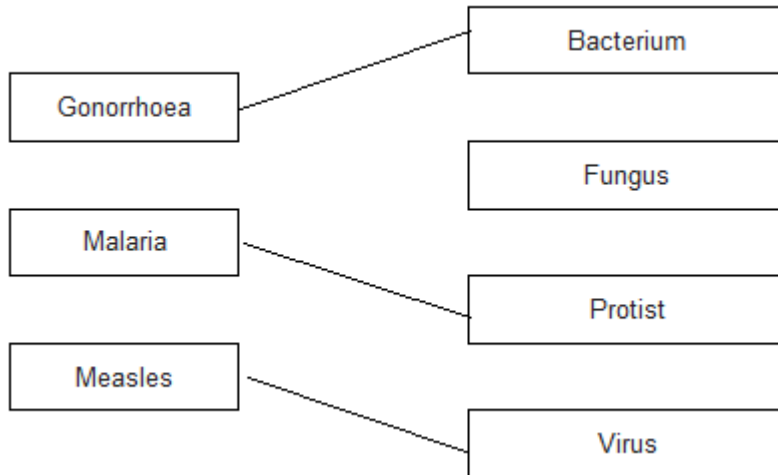 Bacterium
Gonorrhoea
Fungus
Malaria
Protist
Measles
Virus